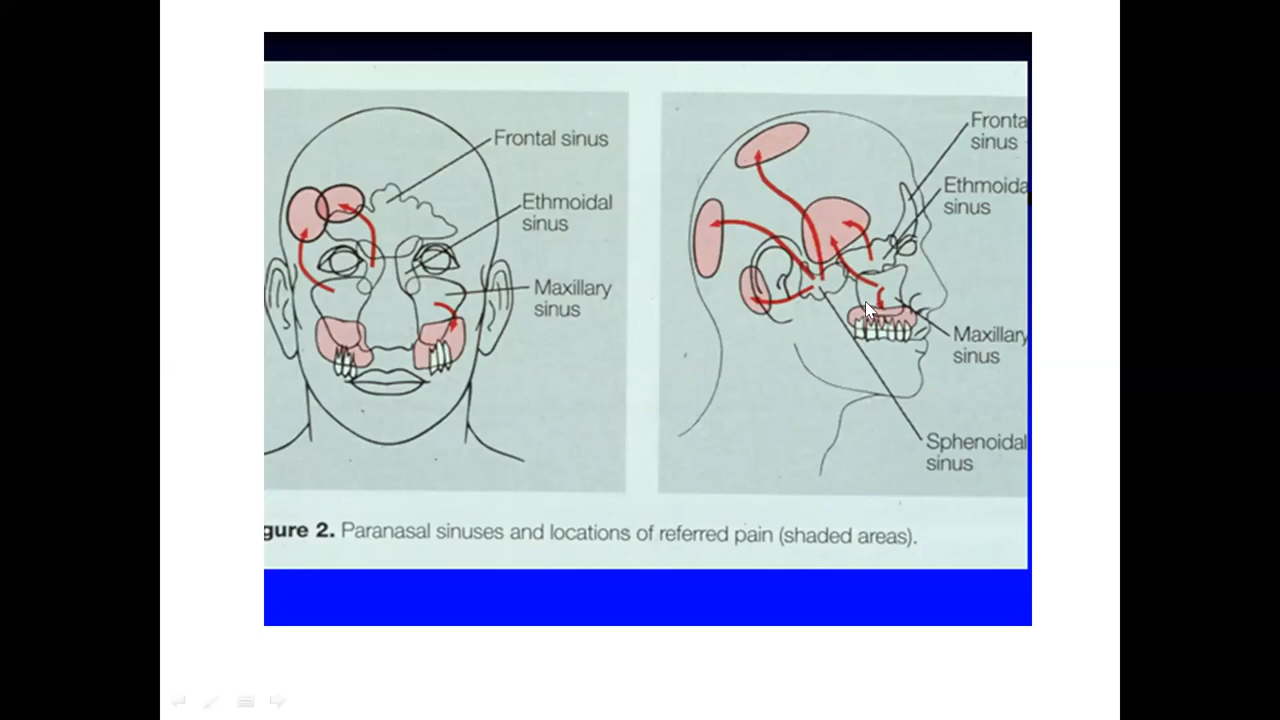 Frontal sinus
Ethmoidal
sinus
Maxillary
sinus
Fronta
sinus
Ethmoida
sinus
Maxillary
sinus
Sphenoidal
sinus
gure 2. Paranasal sinuses and locations of referred pain (shaded areas).